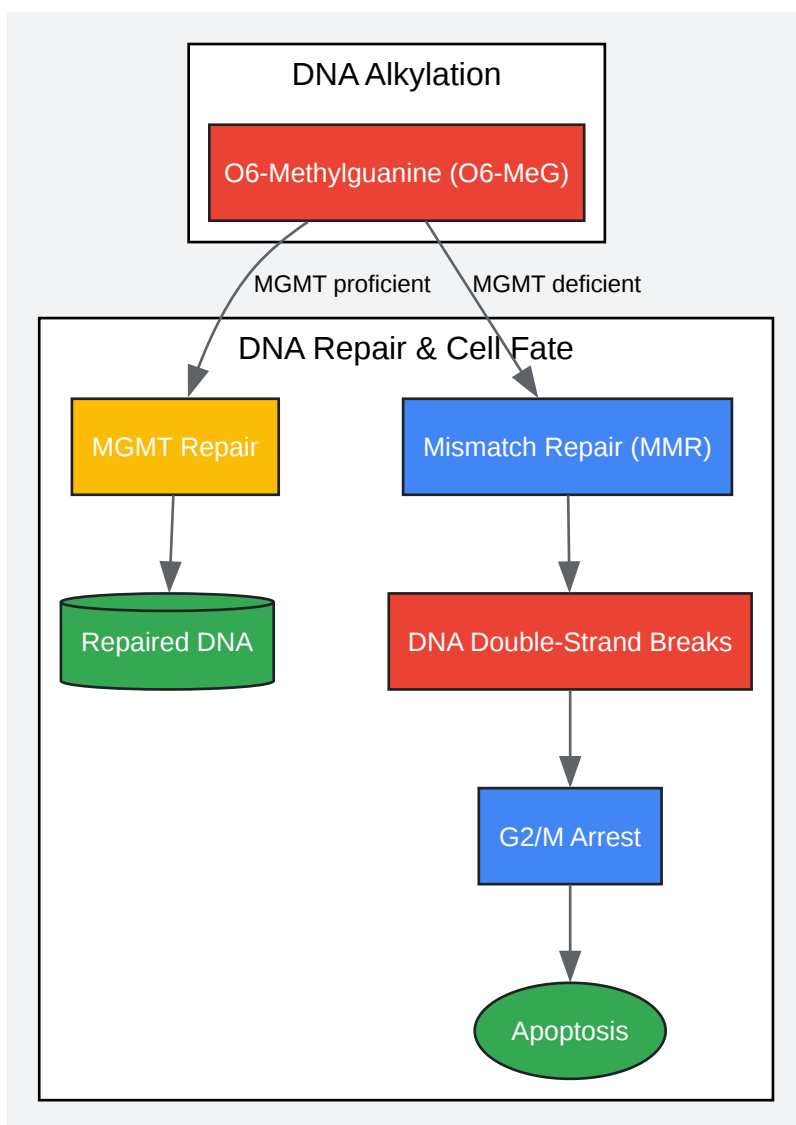 DNA Alkylation
O6-Methylguanine (O6-MeG)
MGMT proficient
MGMT deficient
DNA Repair & Cell Fate
MGMT Repair
Mismatch Repair (MMR)
Repaired DNA
DNA Double-Strand Breaks
G2/M Arrest
Apoptosis